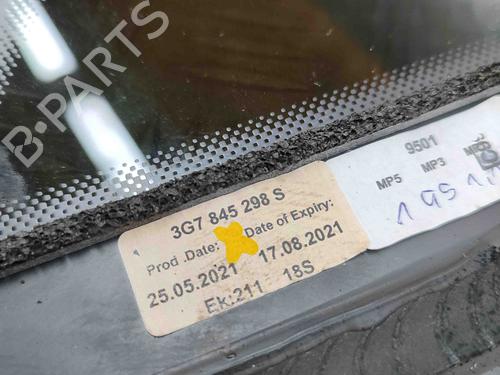 B-PARTS
3G7 845 298 S
Prod .Date: Date of Expiry:
25.05.2021 17.08.2021
Ek:211 18S
9501
MP5 MP3